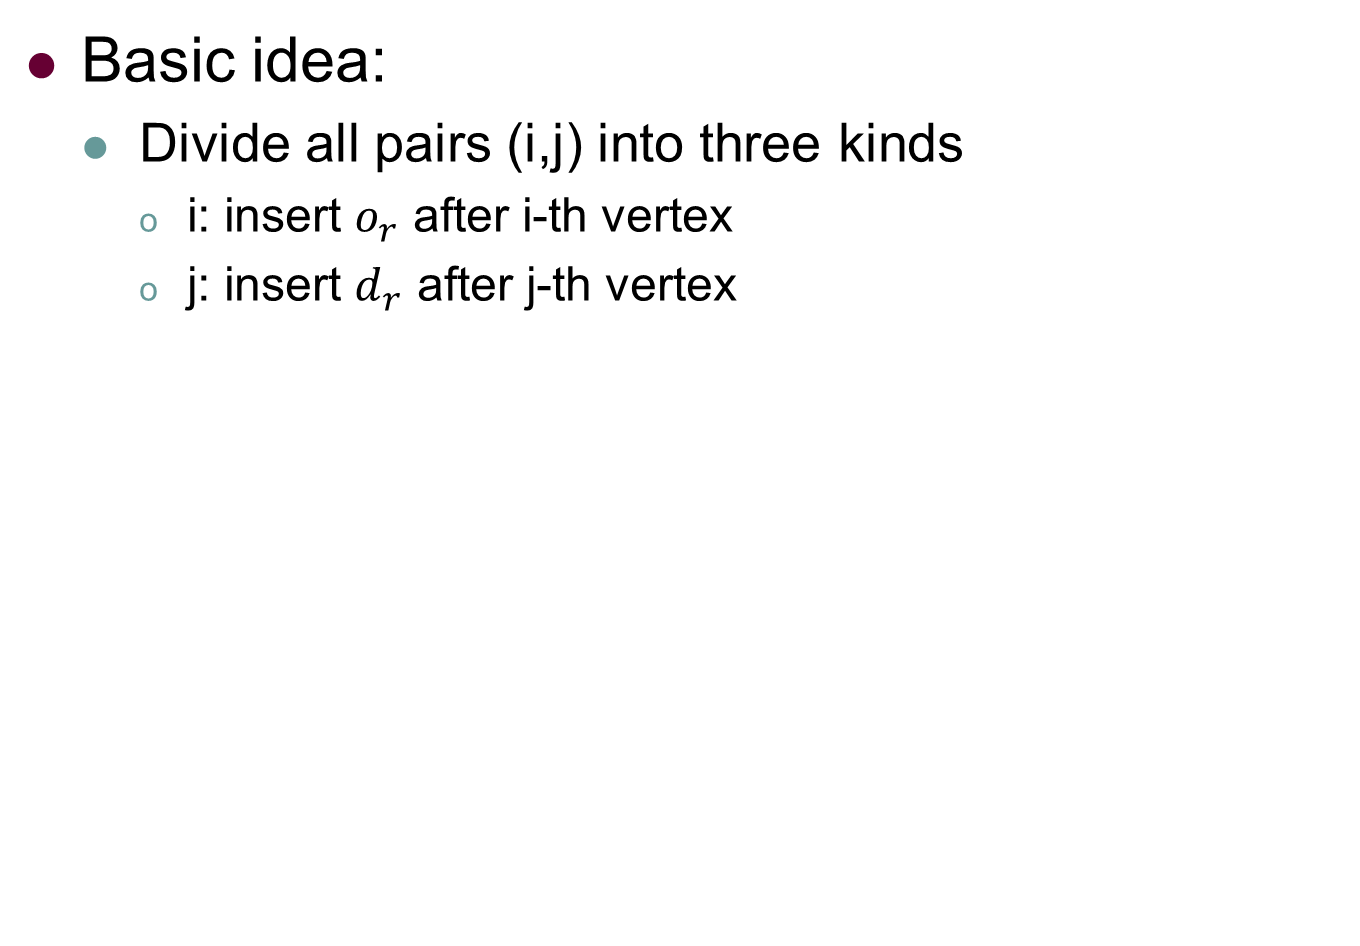 ● Basic idea:
● Divide all pairs (i,j) into three kinds
o i: insert $o_r$ after i-th vertex
o j: insert $d_r$ after j-th vertex